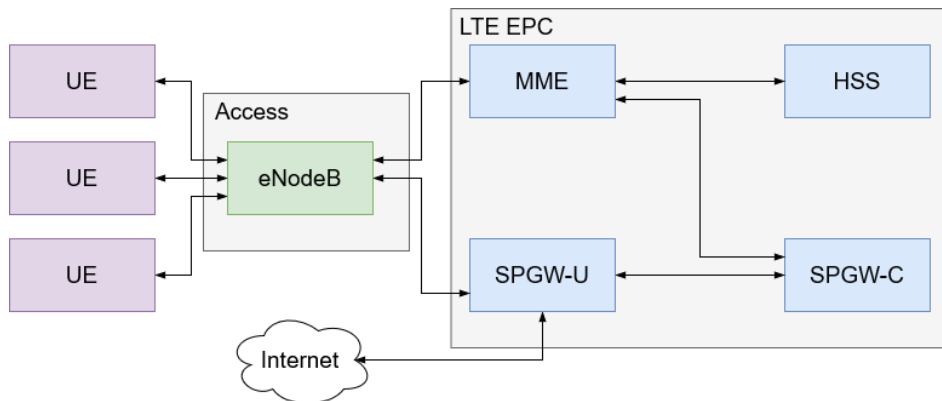 LTE EPC
UE
MME
HSS
Access
UE
eNodeB
UE
SPGW-U
SPGW-C
Internet